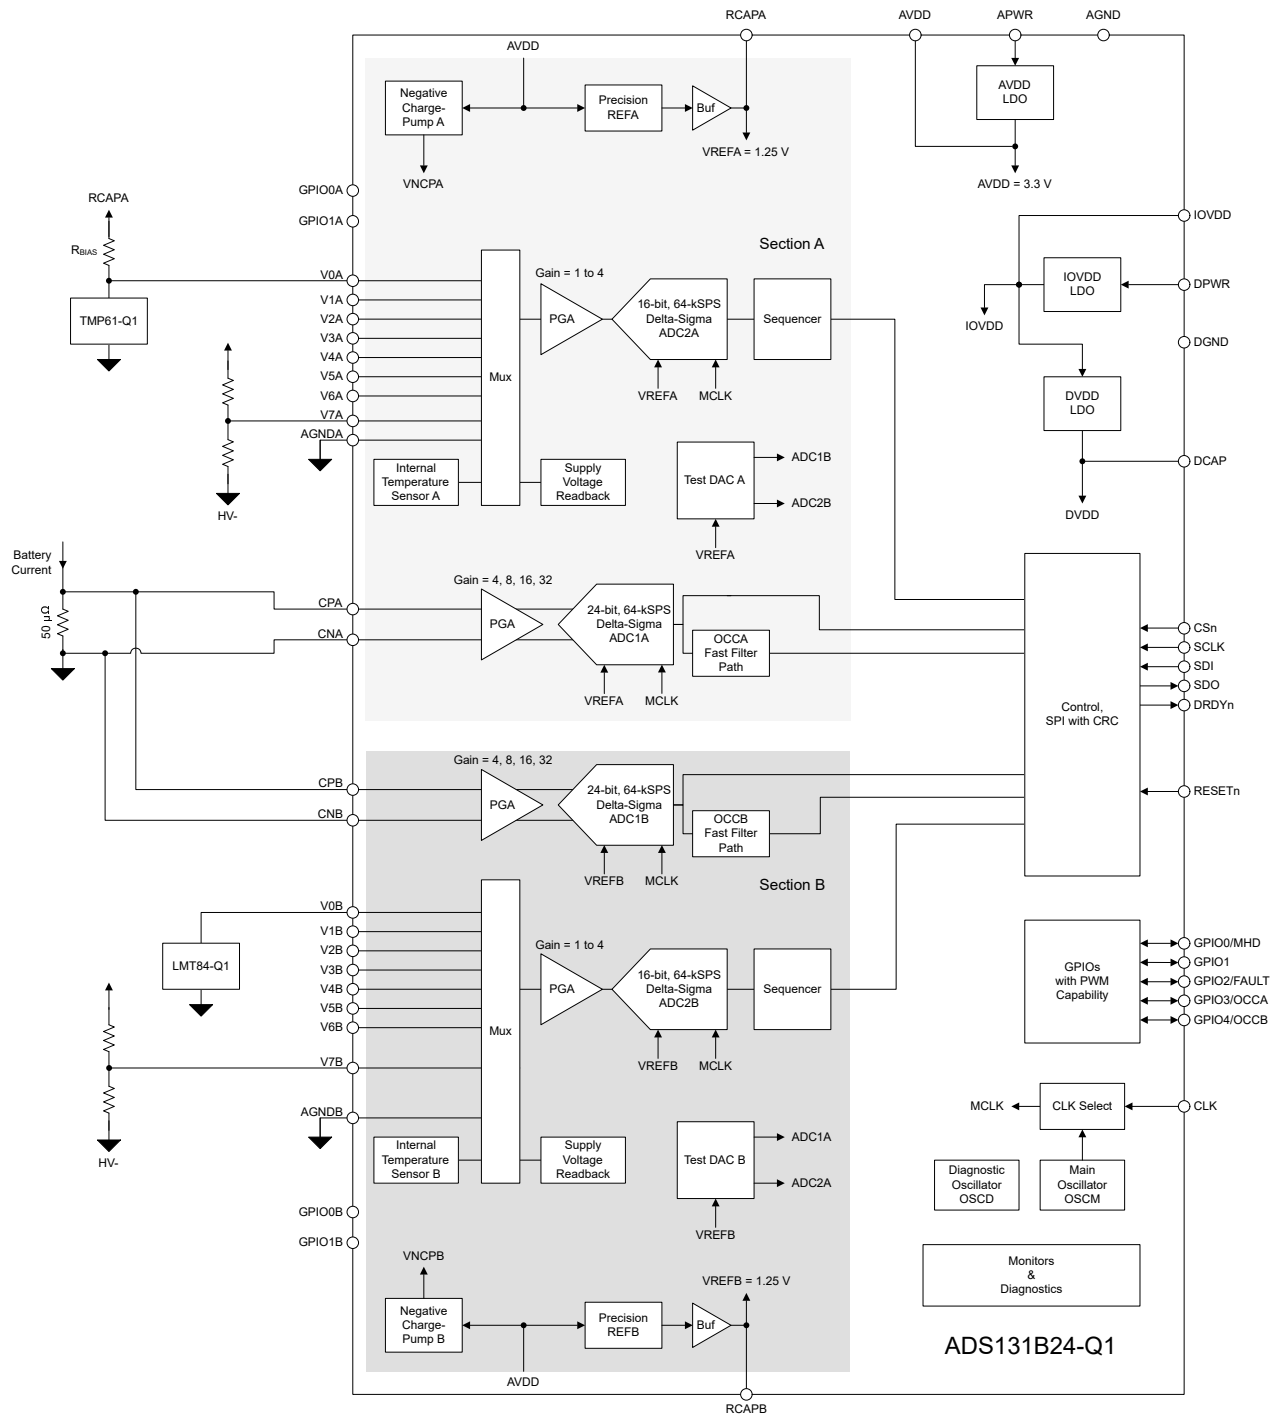 RCAPA
AVDD
APWR
AGND
AVDD
Negative
Charge-
Pump A
Precision
REFA
Buf
AVDD
LDO
VREFA = 1.25 V
VNCPA
AVDD = 3.3 V
GPIO0A
RCAPA
GPIO1A
IOVDD
RBIAS
Section A
V0A
Gain = 1 to 4
IOVDD
LDO
DPWR
V1A
TMP61-Q1
V2A
PGA
16-bit, 64-kSPS
Delta-Sigma
ADC2A
Sequencer
IOVDD
V3A
DGND
V4A
V5A
Mux
V6A
VREFA
MCLK
DVDD
LDO
V7A
AGNDA
Internal
Temperature
Sensor A
Supply
Voltage
Readback
Test DAC A
ADC1B
ADC2B
DCAP
HV-
DVDD
VREFA
Battery
Current
50 µΩ
Gain = 4, 8, 16, 32
CPA
CNA
PGA
24-bit, 64-kSPS
Delta-Sigma
ADC1A
OCCA
Fast Filter
Path
VREFA
MCLK
CSn
SCLK
SDI
SDO
DRDYn
Control,
SPI with CRC
Gain = 4, 8, 16, 32
CPB
CNB
PGA
24-bit, 64-kSPS
Delta-Sigma
ADC1B
OCCB
Fast Filter
Path
RESETn
VREFB
MCLK
Section B
V0B
V1B
V2B
V3B
V4B
V5B
V6B
LMT84-Q1
Gain = 1 to 4
PGA
16-bit, 64-kSPS
Delta-Sigma
ADC2B
Sequencer
GPIOs
with PWM
Capability
GPIO0/MHD
GPIO1
GPIO2/FAULT
GPIO3/OCCA
GPIO4/OCCB
Mux
V7B
VREFB
MCLK
AGNDB
MCLK
CLK Select
CLK
HV-
Internal
Temperature
Sensor B
Supply
Voltage
Readback
Test DAC B
ADC1A
ADC2A
Diagnostic
Oscillator
OSCD
Main
Oscillator
OSCM
GPIO0B
GPIO1B
VREFB
VNCPB
Monitors
&
Diagnostics
VREFB = 1.25 V
Negative
Charge-
Pump B
Precision
REFB
Buf
ADS131B24-Q1
AVDD
RCAPB